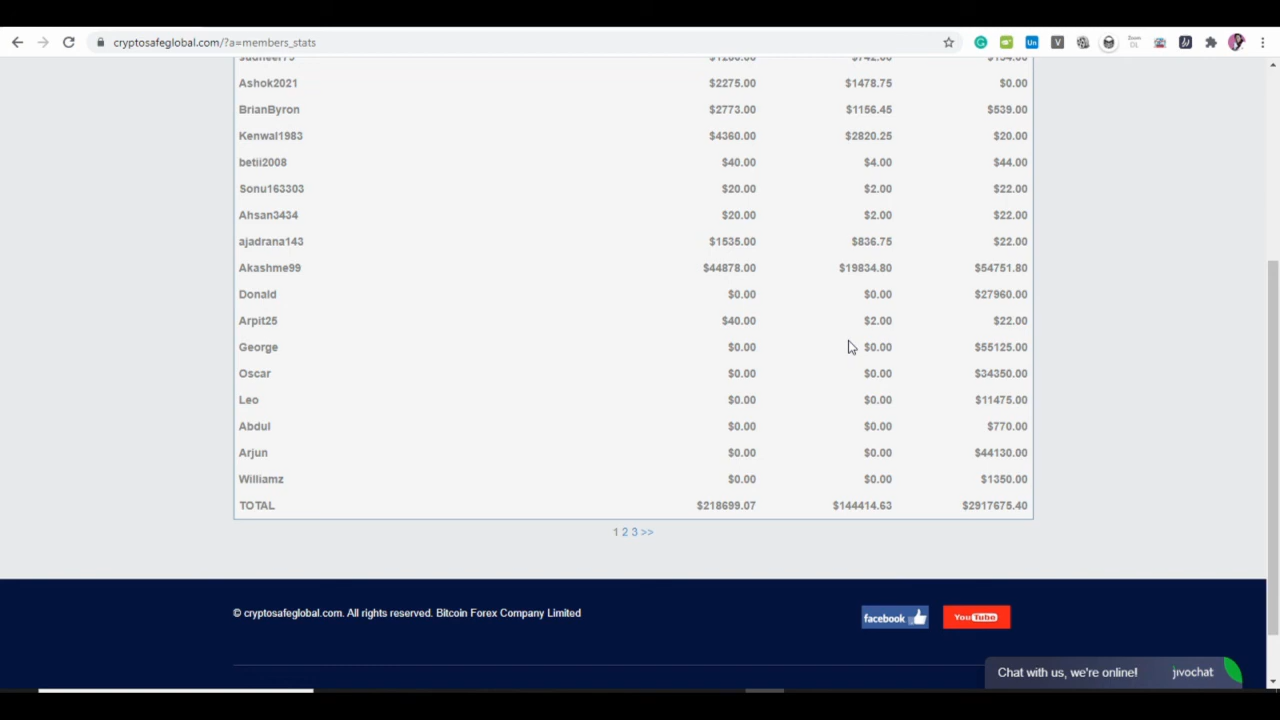 cryptosafeglobal.com/?a=members_stats
Ashok2021 $2275.00 $1478.75 $0.00
BrianByron $2773.00 $1156.45 $539.00
Kenwal1983 $4360.00 $2820.25 $20.00
betii2008 $40.00 $4.00 $44.00
Sonu163303 $20.00 $2.00 $22.00
Ahsan3434 $20.00 $2.00 $22.00
ajadrana143 $1535.00 $836.75 $22.00
Akashme99 $44878.00 $19834.80 $54751.80
Donald $0.00 $0.00 $27960.00
Arpit25 $40.00 $2.00 $22.00
George $0.00 $0.00 $55125.00
Oscar $0.00 $0.00 $34350.00
Leo $0.00 $0.00 $11475.00
Abdul $0.00 $0.00 $770.00
Arjun $0.00 $0.00 $44130.00
Williamz $0.00 $0.00 $1350.00
TOTAL $218699.07 $144414.63 $2917675.40
1 2 3 >>
© cryptosafeglobal.com. All rights reserved. Bitcoin Forex Company Limited
facebook
YouTube
Chat with us, we're online! jivochat